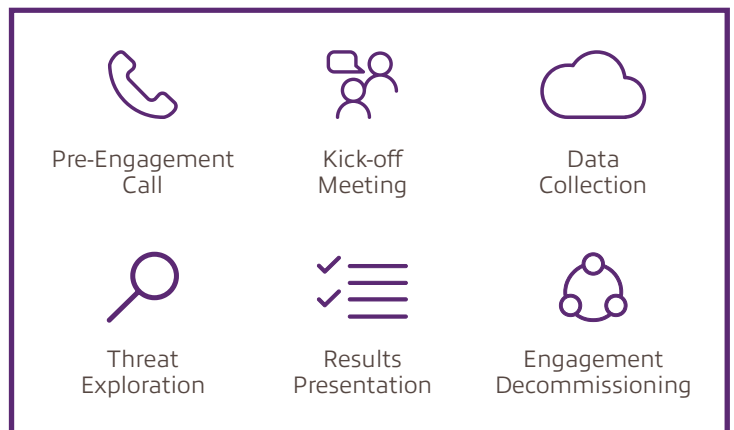 Pre-Engagement
Call
Kick-off
Meeting
Data
Collection
Threat
Exploration
Results
Presentation
Engagement
Decommissioning